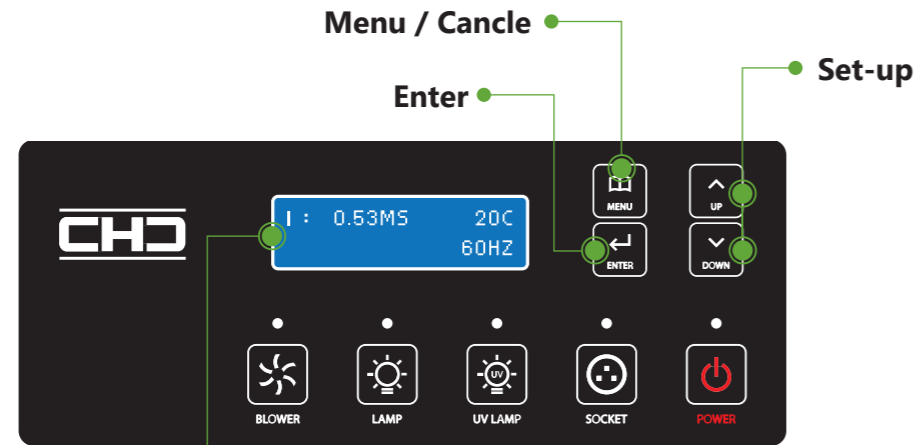 Menu / Cancle
Set-up
Enter
CHC
I : 0.53MS 20C
60HZ
MENU
UP
ENTER
DOWN
UV
BLOWER
LAMP
UV LAMP
SOCKET
POWER